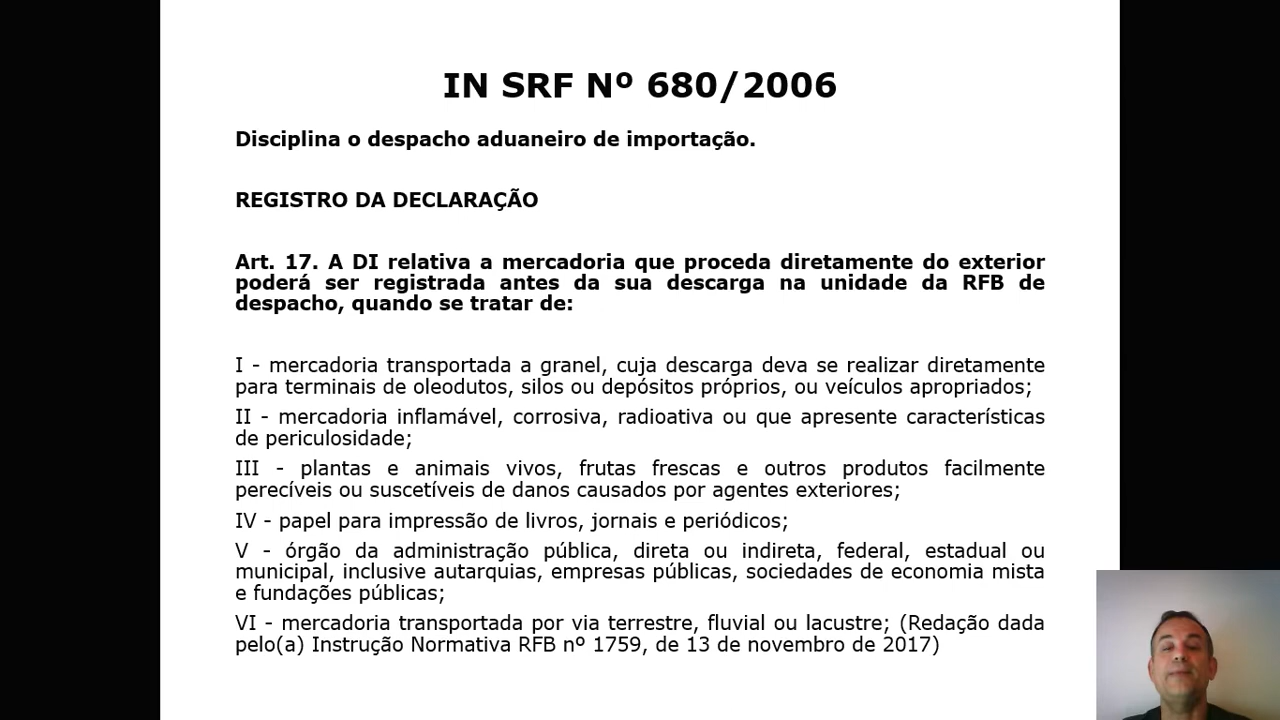 IN SRF Nº 680/2006
Disciplina o despacho aduaneiro de importação.
REGISTRO DA DECLARAÇÃO
Art. 17. A DI relativa a mercadoria que proceda diretamente do exterior
poderá ser registrada antes da sua descarga na unidade da RFB de
despacho, quando se tratar de:
I - mercadoria transportada a granel, cuja descarga deva se realizar diretamente
para terminais de oleodutos, silos ou depósitos próprios, ou veículos apropriados;
II - mercadoria inflamável, corrosiva, radioativa ou que apresente características
de periculosidade;
III - plantas e animais vivos, frutas frescas e outros produtos facilmente
perecíveis ou suscetíveis de danos causados por agentes exteriores;
IV - papel para impressão de livros, jornais e periódicos;
V - órgão da administração pública, direta ou indireta, federal, estadual ou
municipal, inclusive autarquias, empresas públicas, sociedades de economia mista
e fundações públicas;
VI - mercadoria transportada por via terrestre, fluvial ou lacustre; (Redação dada
pelo(a) Instrução Normativa RFB nº 1759, de 13 de novembro de 2017)